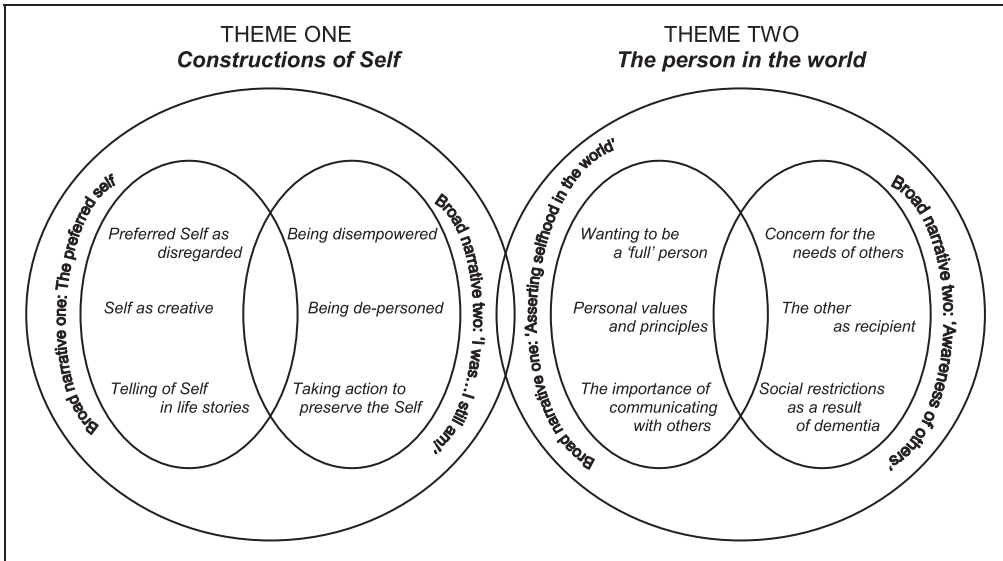 THEME ONE
Constructions of Self
Broad narrative one: The preferred self
Preferred Self as
disregarded
Self as creative
Telling of Self
in life stories
Being disempowered
Being de-personed
Taking action to
preserve the Self
Broad narrative two: 'I was....I still am!'
THEME TWO
The person in the world
Broad narrative one: 'Asserting selfhood in the world'
Wanting to be
a 'full' person
Personal values
and principles
The importance of
communicating
with others
Concern for the
needs of others
The other
as recipient
Social restrictions
as a result
of dementia
Broad narrative two: 'Awareness of others'